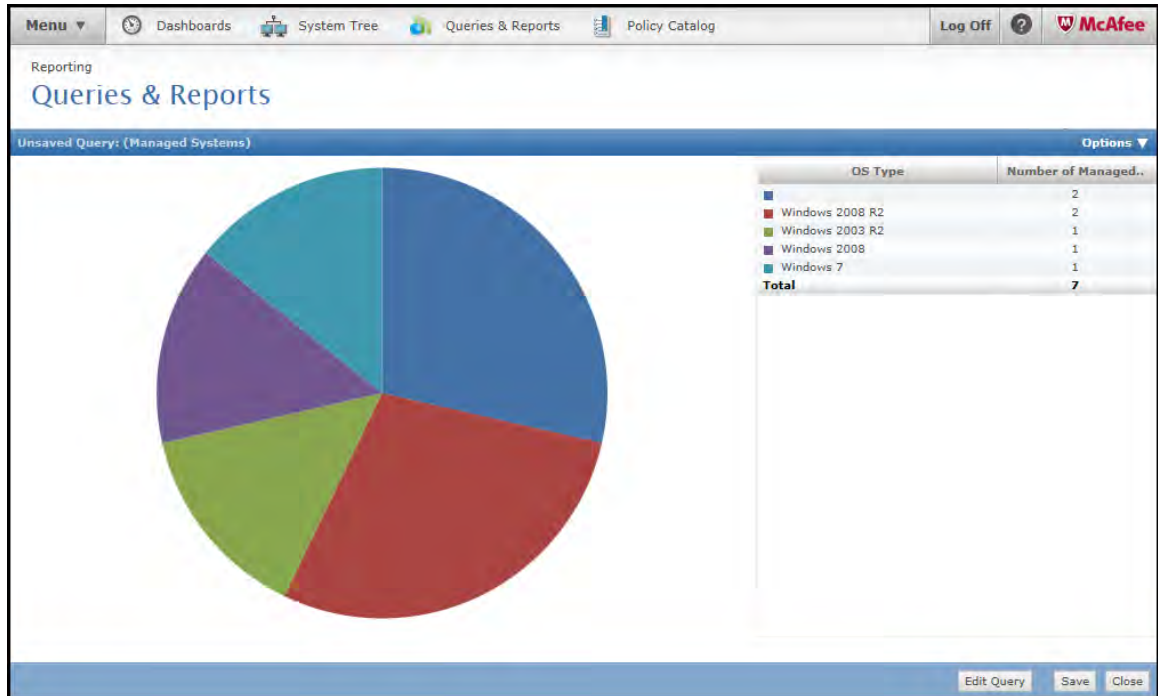 Menu ▼ Dashboards System Tree Queries & Reports Policy Catalog Log Off ? McAfee
Reporting
Queries & Reports
Unsaved Query: (Managed Systems) Options ▼
OS Type Number of Managed..
2
Windows 2008 R2 2
Windows 2003 R2 1
Windows 2008 1
Windows 7 1
Total 7
Edit Query Save Close